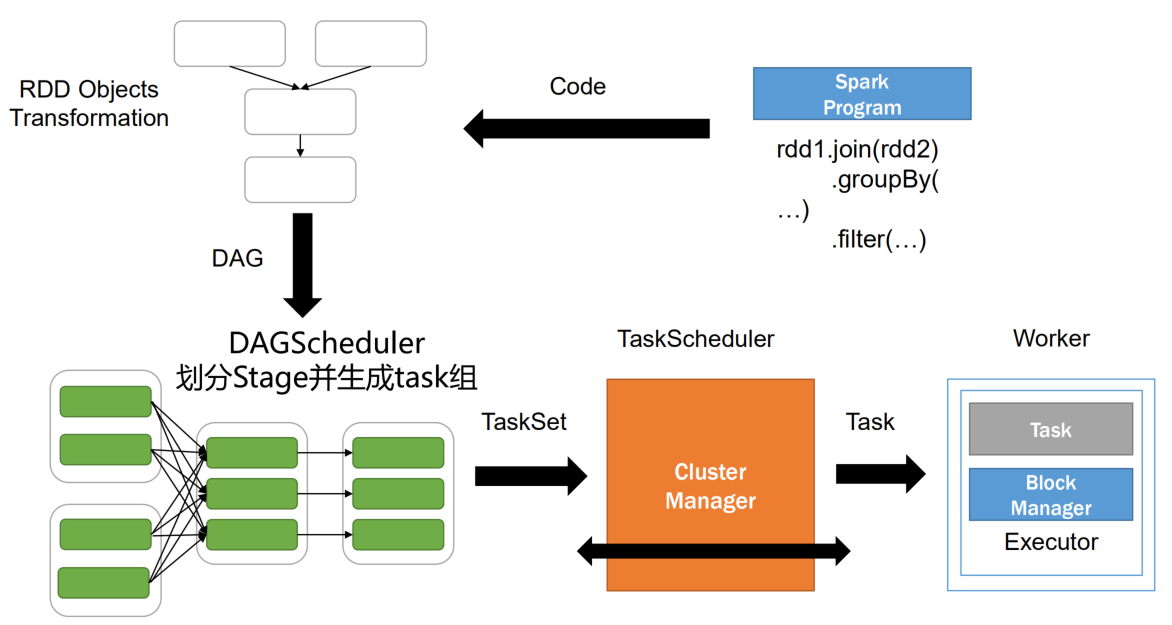 RDD Objects
Transformation
Code
Spark
Program
rdd1.join(rdd2)
.groupBy(
…)
.filter(…)
DAG
DAGScheduler
划分Stage并生成task组
TaskSet
TaskScheduler
Cluster
Manager
Task
Worker
Task
Block
Manager
Executor